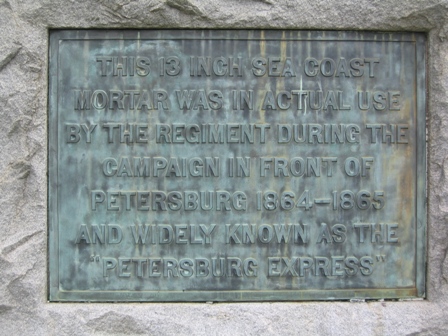 THIS 13 INCH SEA COAST
MORTAR WAS IN ACTUAL USE
BY THE REGIMENT DURING THE
CAMPAIGN IN FRONT OF
PETERSBURG 1864-1865
AND WIDELY KNOWN AS THE
"PETERSBURG EXPRESS"